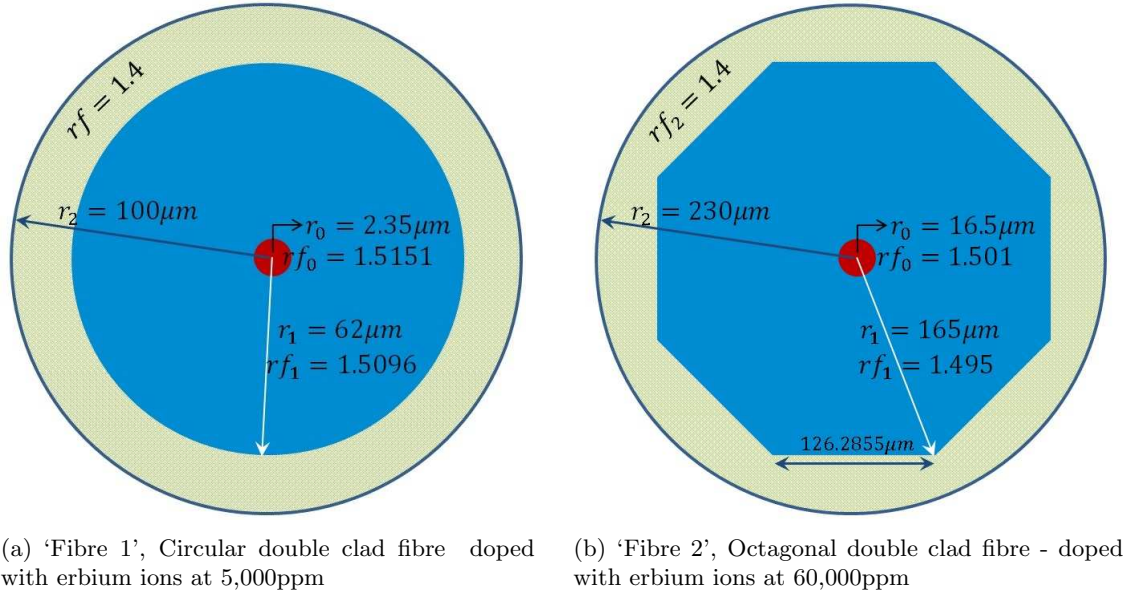 rf = 1.4
r₂ = 100μm
r₀ = 2.35μm
rf₀ = 1.5151
r₁ = 62μm
rf₁ = 1.5096
(a) ‘Fibre 1’, Circular double clad fibre doped
with erbium ions at 5,000ppm
rf₂ = 1.4
r₂ = 230μm
r₀ = 16.5μm
rf₀ = 1.501
r₁ = 165μm
rf₁ = 1.495
126.2855μm
(b) ‘Fibre 2’, Octagonal double clad fibre - doped
with erbium ions at 60,000ppm